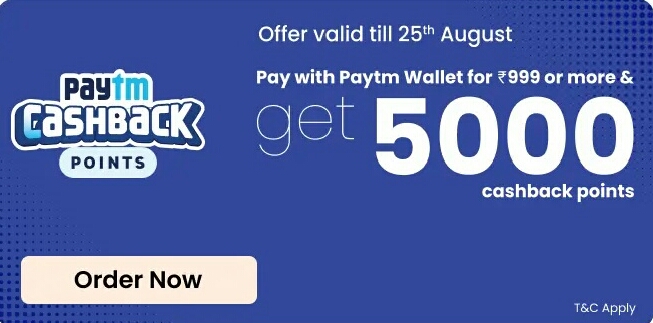 Offer valid till 25th August
Pay with Paytm Wallet for ₹999 or more &
get 5000
cashback points
paytm
CASHBACK
POINTS
Order Now
T&C Apply